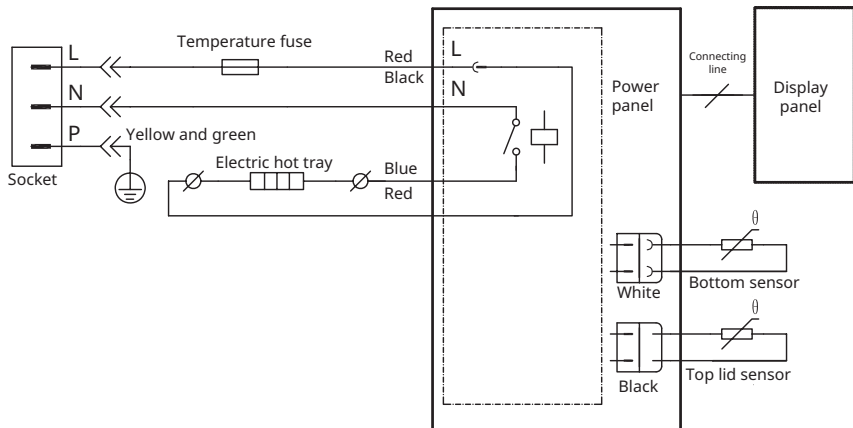 L
Temperature fuse
Red
Black
L
N
N
P
Yellow and green
Socket
Electric hot tray
Blue
Red
Power
panel
Connecting
line
Display
panel
θ
White
Bottom sensor
θ
Black
Top lid sensor